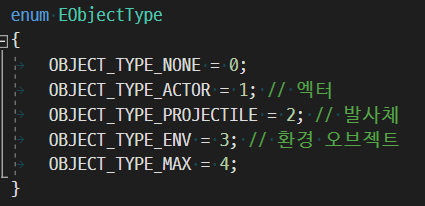 enum EObjectType
{
OBJECT_TYPE_NONE = 0;
OBJECT_TYPE_ACTOR = 1; // 엑터
OBJECT_TYPE_PROJECTILE = 2; // 발사체
OBJECT_TYPE_ENV = 3; // 환경 오브젝트
OBJECT_TYPE_MAX = 4;
}